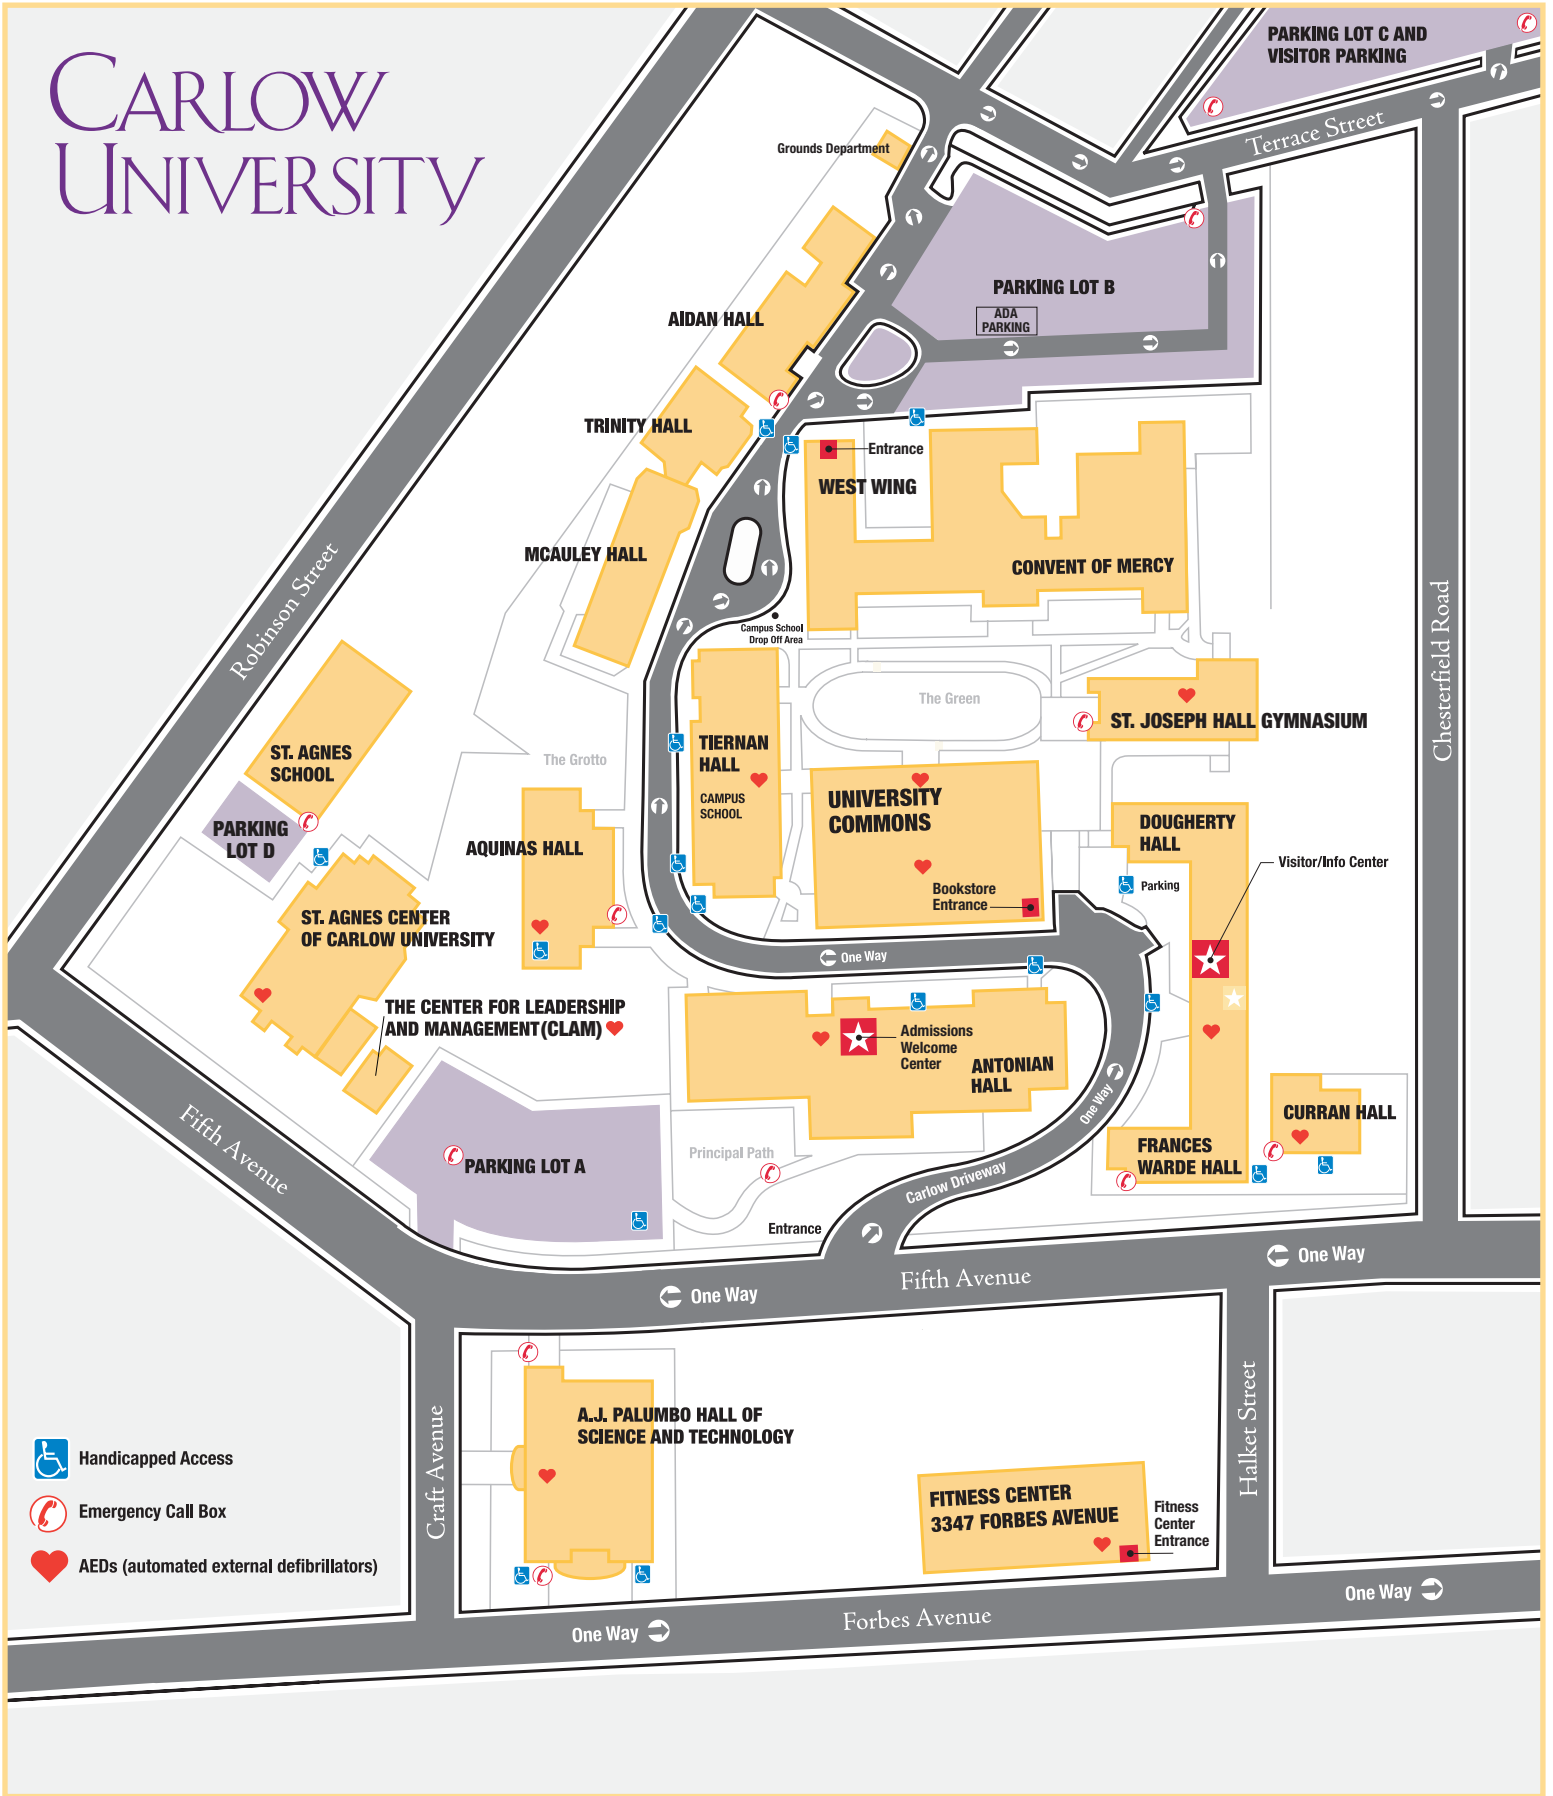 CARLOW
UNIVERSITY
PARKING LOT C AND
VISITOR PARKING
Terrace Street
Grounds Department
PARKING LOT B
ADA
PARKING
AIDAN HALL
TRINITY HALL
Entrance
WEST WING
MCAULEY HALL
CONVENT OF MERCY
Robinson Street
Chesterfield Road
Campus School
Drop Off Area
The Green
ST. JOSEPH HALL GYMNASIUM
ST. AGNES
SCHOOL
The Grotto
TIERNAN
HALL
CAMPUS
SCHOOL
UNIVERSITY
COMMONS
PARKING
LOT D
AQUINAS HALL
DOUGHERTY
HALL
Visitor/Info Center
Bookstore
Entrance
Parking
ST. AGNES CENTER
OF CARLOW UNIVERSITY
One Way
THE CENTER FOR LEADERSHIP
AND MANAGEMENT (CLAM)
Admissions
Welcome
Center
ANTONIAN
HALL
One Way
CURRAN HALL
Fifth Avenue
PARKING LOT A
Principal Path
FRANCES
WARDE HALL
Carlow Driveway
Entrance
One Way
Fifth Avenue
One Way
A.J. PALUMBO HALL OF
SCIENCE AND TECHNOLOGY
Craft Avenue
Halket Street
Handicapped Access
Emergency Call Box
AEDs (automated external defibrillators)
FITNESS CENTER
3347 FORBES AVENUE
Fitness
Center
Entrance
One Way
Forbes Avenue
One Way